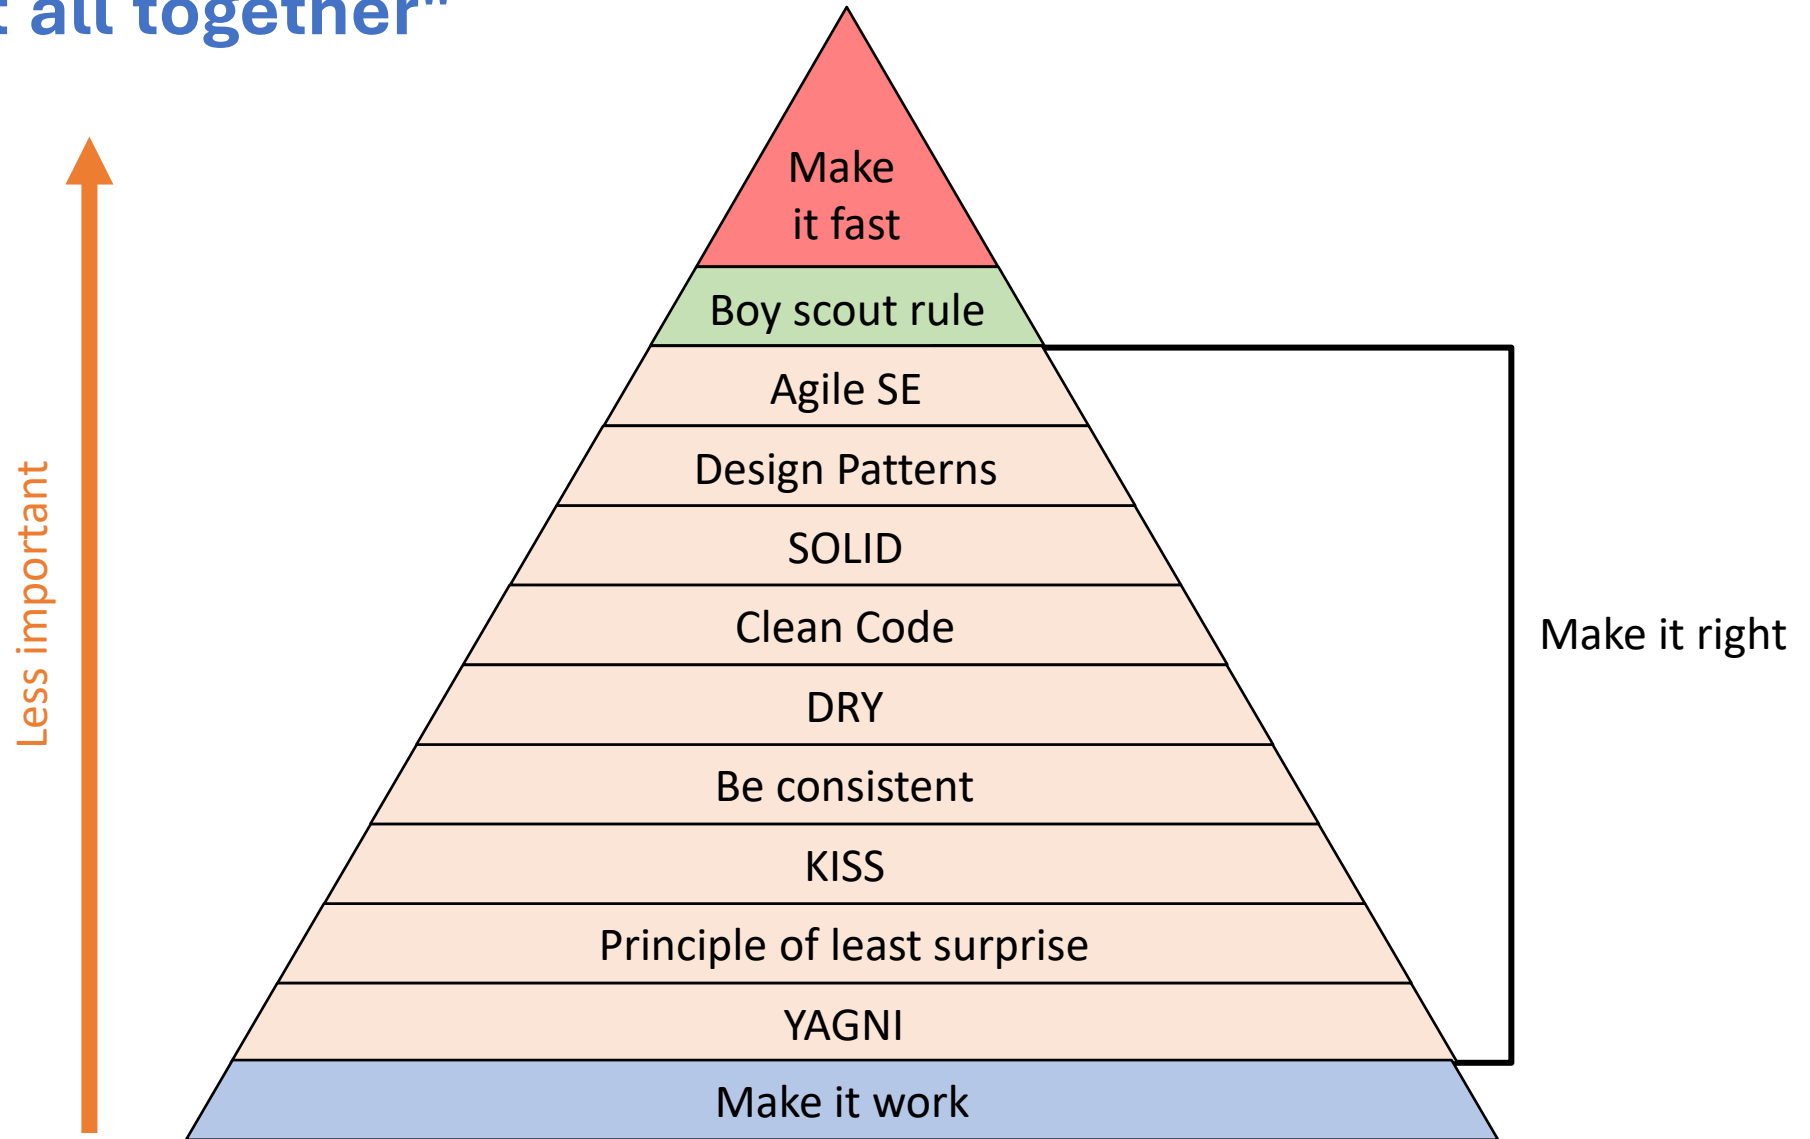 t all together"
Make
it fast
Boy scout rule
Agile SE
Design Patterns
SOLID
Clean Code
DRY
Be consistent
KISS
Principle of least surprise
YAGNI
Make it work
Less important
Make it right